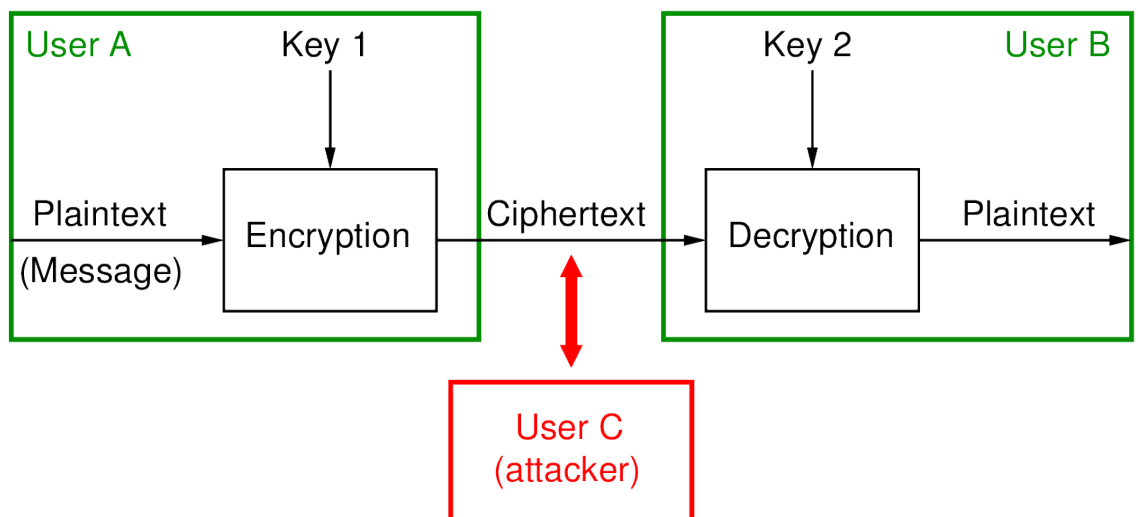 User A
Key 1
Key 2
User B
Plaintext
(Message)
Encryption
Ciphertext
Decryption
Plaintext
User C
(attacker)